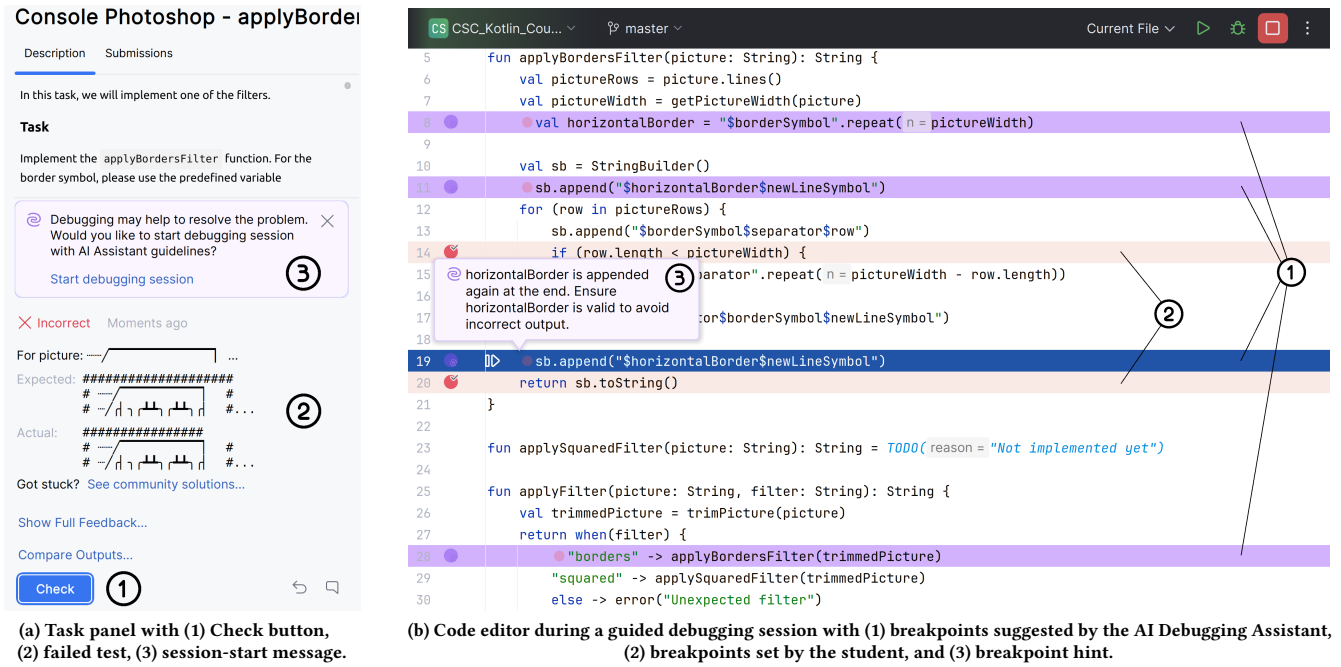 Console Photoshop - applyBorder
Description Submissions
In this task, we will implement one of the filters.
Task
Implement the applyBordersFilter function. For the
border symbol, please use the predefined variable
Debugging may help to resolve the problem.
Would you like to start debugging session
with AI Assistant guidelines?
Start debugging session
3
Incorrect Moments ago
For picture: ...
Expected: ####################
# #
# #...
2
Actual: ################
# #
# #...
Got stuck? See community solutions...
Show Full Feedback...
Compare Outputs...
Check 1
(a) Task panel with (1) Check button,
(2) failed test, (3) session-start message.
CS CSC_Kotlin_Cou... master Current File
5 fun applyBordersFilter(picture: String): String {
6 val pictureRows = picture.lines()
7 val pictureWidth = getPictureWidth(picture)
8 val horizontalBorder = "$borderSymbol".repeat( n = pictureWidth)
9
10 val sb = StringBuilder()
11 sb.append("$horizontalBorder$newLineSymbol")
12 for (row in pictureRows) {
13 sb.append("$borderSymbol$separator$row")
14 if (row.length < pictureWidth) {
15 parator".repeat( n = pictureWidth - row.length))
16
17 tor$borderSymbol$newLineSymbol")
18
horizontalBorder is appended
again at the end. Ensure
horizontalBorder is valid to avoid
incorrect output.
3
1
2
19 sb.append("$horizontalBorder$newLineSymbol")
20 return sb.toString()
21 }
22
23 fun applySquaredFilter(picture: String): String = TODO( reason = "Not implemented yet")
24
25 fun applyFilter(picture: String, filter: String): String {
26 val trimmedPicture = trimPicture(picture)
27 return when(filter) {
28 "borders" -> applyBordersFilter(trimmedPicture)
29 "squared" -> applySquaredFilter(trimmedPicture)
30 else -> error("Unexpected filter")
(b) Code editor during a guided debugging session with (1) breakpoints suggested by the AI Debugging Assistant,
(2) breakpoints set by the student, and (3) breakpoint hint.